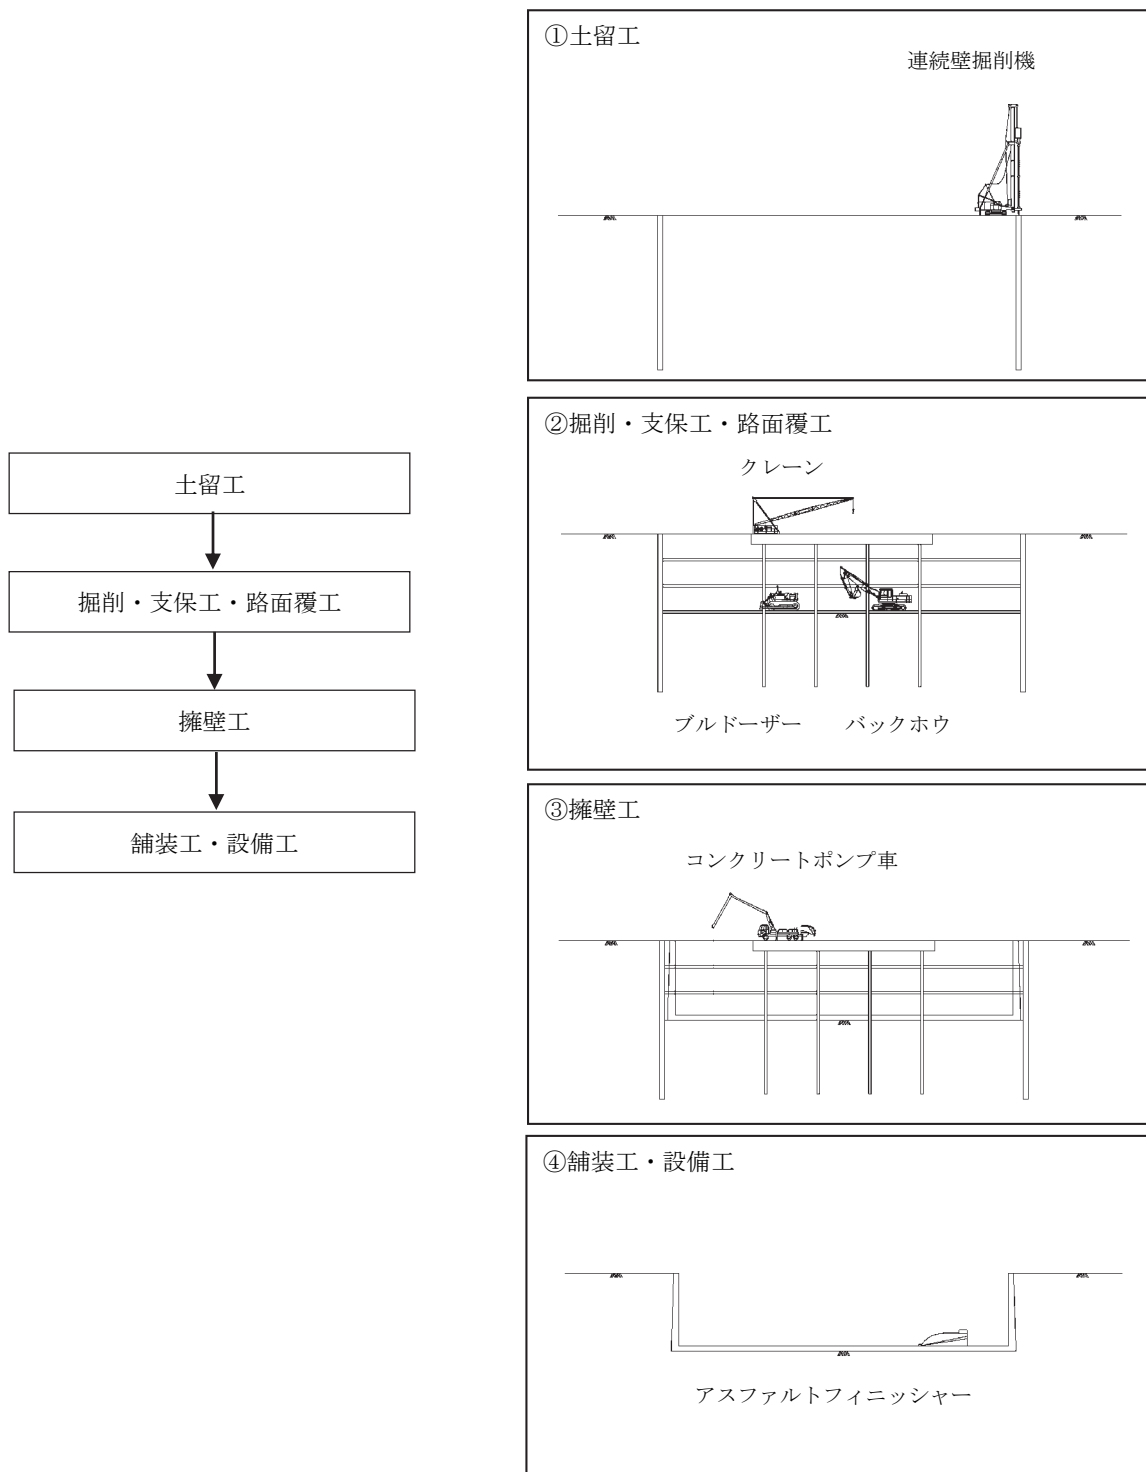 土留工
掘削・支保工・路面覆工
擁壁工
舗装工・設備工
①土留工
連続壁掘削機
②掘削・支保工・路面覆工
クレーン
ブルドーザー
バックホウ
③擁壁工
コンクリートポンプ車
④舗装工・設備工
アスファルトフィニッシャー